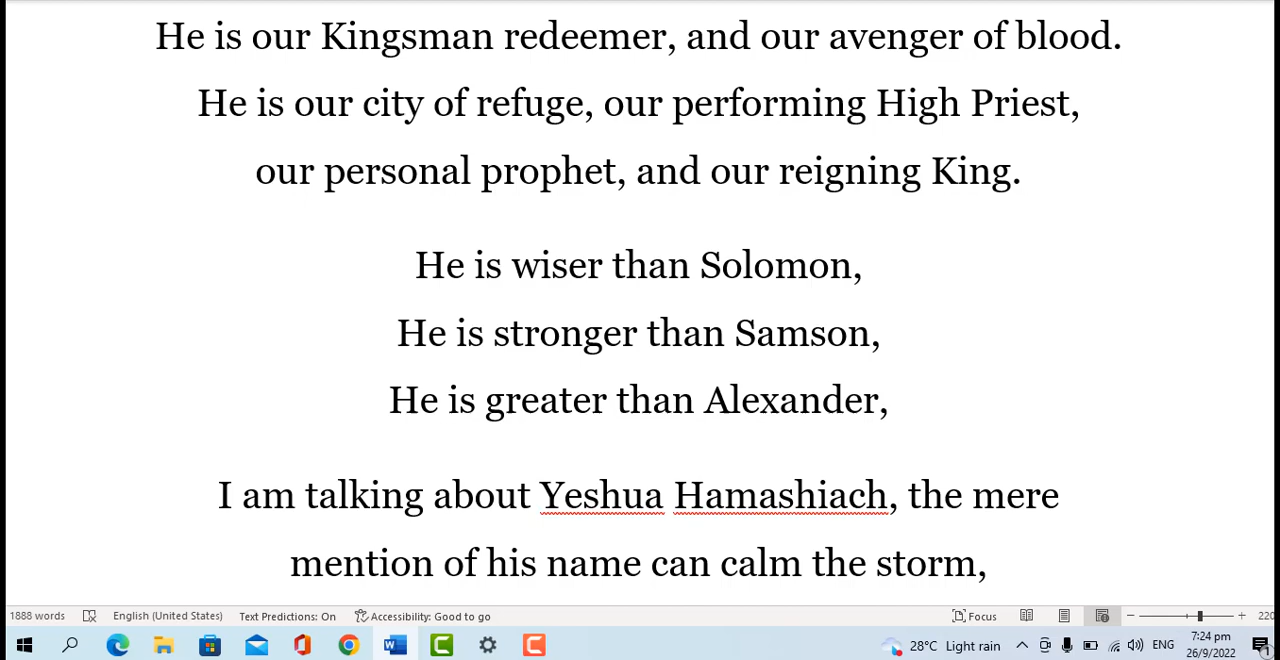 He is our Kingsman redeemer, and our avenger of blood.
He is our city of refuge, our performing High Priest,
our personal prophet, and our reigning King.
He is wiser than Solomon,
He is stronger than Samson,
He is greater than Alexander,
I am talking about Yeshua Hamashiach, the mere
mention of his name can calm the storm,
1888 words English (United States) Text Predictions: On Accessibility: Good to go Focus 220
28°C Light rain ENG 7:24 pm
26/9/2022 1